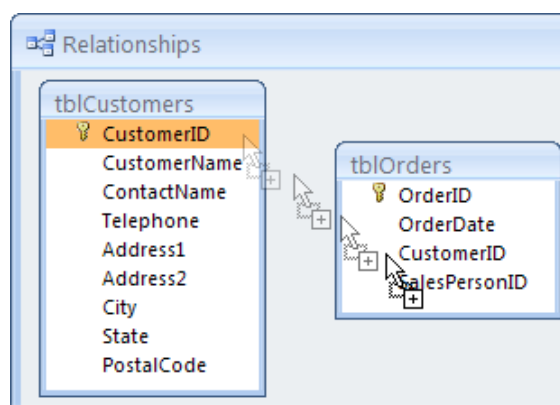 Relationships
tblCustomers
CustomerID
CustomerName
ContactName
Telephone
Address1
Address2
City
State
PostalCode
tblOrders
OrderID
OrderDate
CustomerID
SalesPersonID